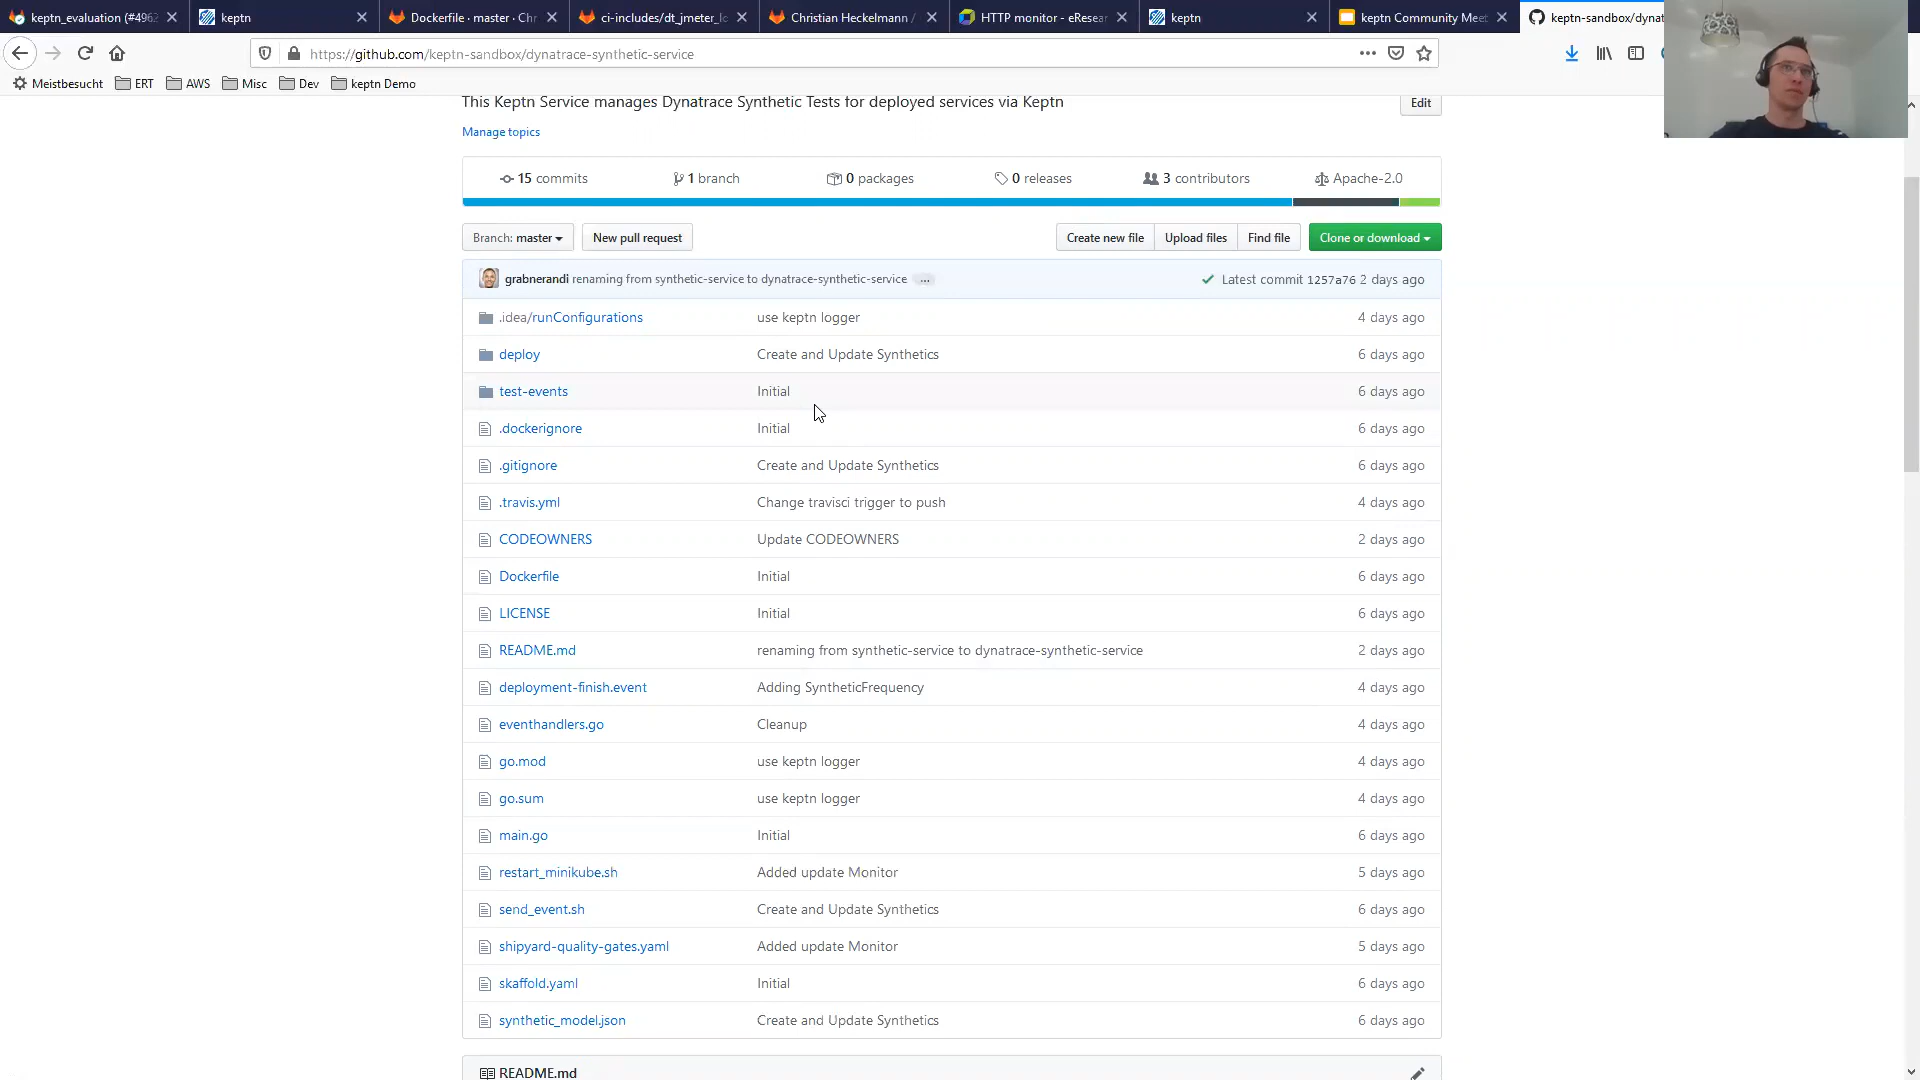 keptn_evaluation (#4962
keptn
Dockerfile · master · Ch
ci-includes/dt_jmeter_l
Christian Heckelmann /
HTTP monitor - eResea
keptn
keptn Community Mee
keptn-sandbox/dynat
https://github.com/keptn-sandbox/dynatrace-synthetic-service
Meistbesucht ERT AWS Misc Dev keptn Demo
This Keptn Service manages Dynatrace Synthetic Tests for deployed services via Keptn
Edit
Manage topics
15 commits 1 branch 0 packages 0 releases 3 contributors Apache-2.0
Branch: master New pull request Create new file Upload files Find file Clone or download
grabnerandi renaming from synthetic-service to dynatrace-synthetic-service ... Latest commit 1257a76 2 days ago
.idea/runConfigurations use keptn logger 4 days ago
deploy Create and Update Synthetics 6 days ago
test-events Initial 6 days ago
.dockerignore Initial 6 days ago
.gitignore Create and Update Synthetics 6 days ago
.travis.yml Change travisci trigger to push 4 days ago
CODEOWNERS Update CODEOWNERS 2 days ago
Dockerfile Initial 6 days ago
LICENSE Initial 6 days ago
README.md renaming from synthetic-service to dynatrace-synthetic-service 2 days ago
deployment-finish.event Adding SyntheticFrequency 4 days ago
eventhandlers.go Cleanup 4 days ago
go.mod use keptn logger 4 days ago
go.sum use keptn logger 4 days ago
main.go Initial 6 days ago
restart_minikube.sh Added update Monitor 5 days ago
send_event.sh Create and Update Synthetics 6 days ago
shipyard-quality-gates.yaml Added update Monitor 5 days ago
skaffold.yaml Initial 6 days ago
synthetic_model.json Create and Update Synthetics 6 days ago
README.md